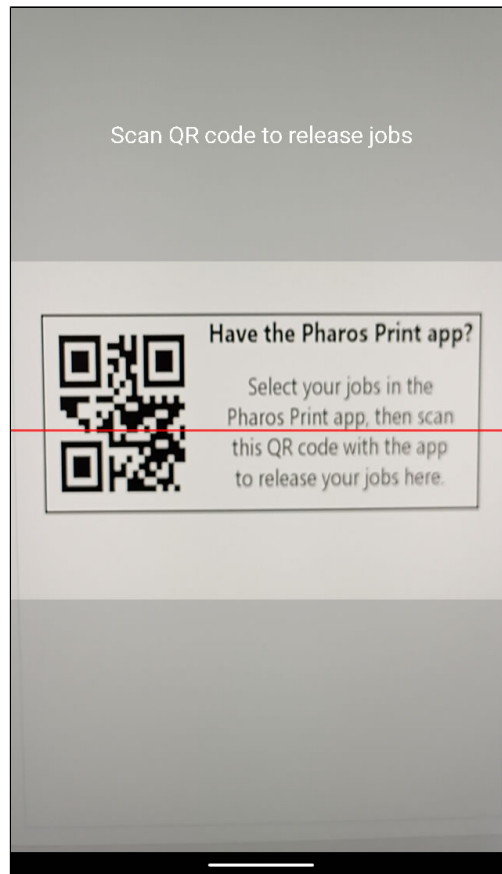 Scan QR code to release jobs
Have the Pharos Print app?
Select your jobs in the
Pharos Print app, then scan
this QR code with the app
to release your jobs here.